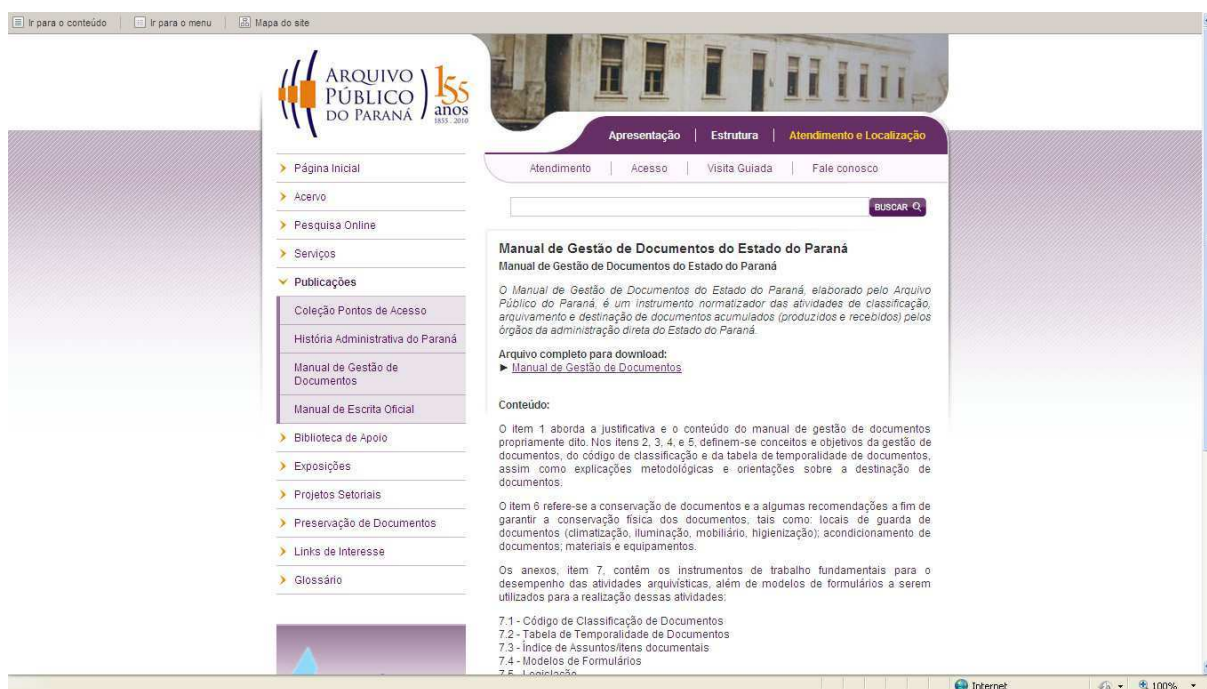 Ir para o conteúdo
Ir para o menu
Mapa do site
ARQUIVO
PÚBLICO
DO PARANÁ
155
anos
1855 . 2010
Apresentação
Estrutura
Atendimento e Localização
Atendimento
Acesso
Visita Guiada
Fale conosco
BUSCAR
Página Inicial
Acervo
Pesquisa Online
Serviços
Publicações
Coleção Pontos de Acesso
História Administrativa do Paraná
Manual de Gestão de
Documentos
Manual de Escrita Oficial
Biblioteca de Apoio
Exposições
Projetos Setoriais
Preservação de Documentos
Links de Interesse
Glossário
Manual de Gestão de Documentos do Estado do Paraná
Manual de Gestão de Documentos do Estado do Paraná
O Manual de Gestão de Documentos do Estado do Paraná, elaborado pelo Arquivo
Público do Paraná, é um instrumento normatizador das atividades de classificação,
arquivamento e destinação de documentos acumulados (produzidos e recebidos) pelos
órgãos da administração direta do Estado do Paraná.
Arquivo completo para download:
► Manual de Gestão de Documentos
Conteúdo:
O item 1 aborda a justificativa e o conteúdo do manual de gestão de documentos
propriamente dito. Nos itens 2, 3, 4, e 5, definem-se conceitos e objetivos da gestão de
documentos, do código de classificação e da tabela de temporalidade de documentos,
assim como explicações metodológicas e orientações sobre a destinação de
documentos.
O item 6 refere-se a conservação de documentos e a algumas recomendações a fim de
garantir a conservação física dos documentos, tais como: locais de guarda de
documentos (climatização, iluminação, mobiliário, higienização); acondicionamento de
documentos; materiais e equipamentos.
Os anexos, item 7, contêm os instrumentos de trabalho fundamentais para o
desempenho das atividades arquivísticas, além de modelos de formulários a serem
utilizados para a realização dessas atividades:
7.1 - Código de Classificação de Documentos
7.2 - Tabela de Temporalidade de Documentos
7.3 - Índice de Assuntos/itens documentais
7.4 - Modelos de Formulários
7.5 - Legislação
Internet
100%